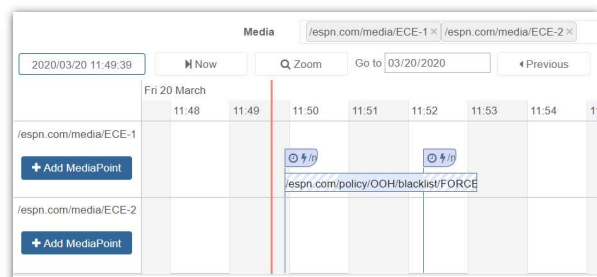 Media /espn.com/media/ECE-1 × /espn.com/media/ECE-2 ×
2020/03/20 11:49:39 Now Zoom Go to 03/20/2020 Previous
Fri 20 March
11:48 11:49 11:50 11:51 11:52 11:53 11:54
/espn.com/media/ECE-1
/n /n
+ Add MediaPoint
/espn.com/policy/OOH/blacklist/FORCE
/espn.com/media/ECE-2
+ Add MediaPoint